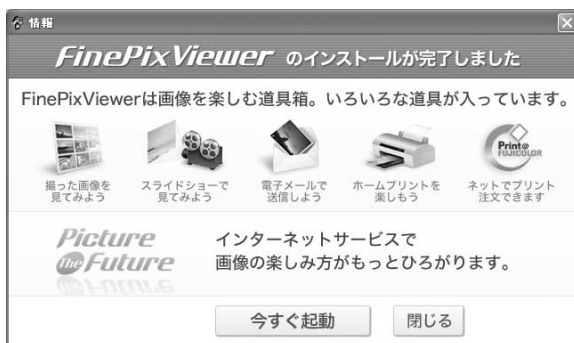 情報
FinePixViewer のインストールが完了しました
FinePixViewerは画像を楽しむ道具箱。いろいろな道具が入っています。
撮った画像を
見てみよう
スライドショーで
見てみよう
電子メールで
送信しよう
ホームプリントを
楽しもう
Print@
FUJICOLOR
ネットでプリント
注文できます
Picture
The Future
インターネットサービスで
画像の楽しみ方がもっとひろがります。
今すぐ起動
閉じる